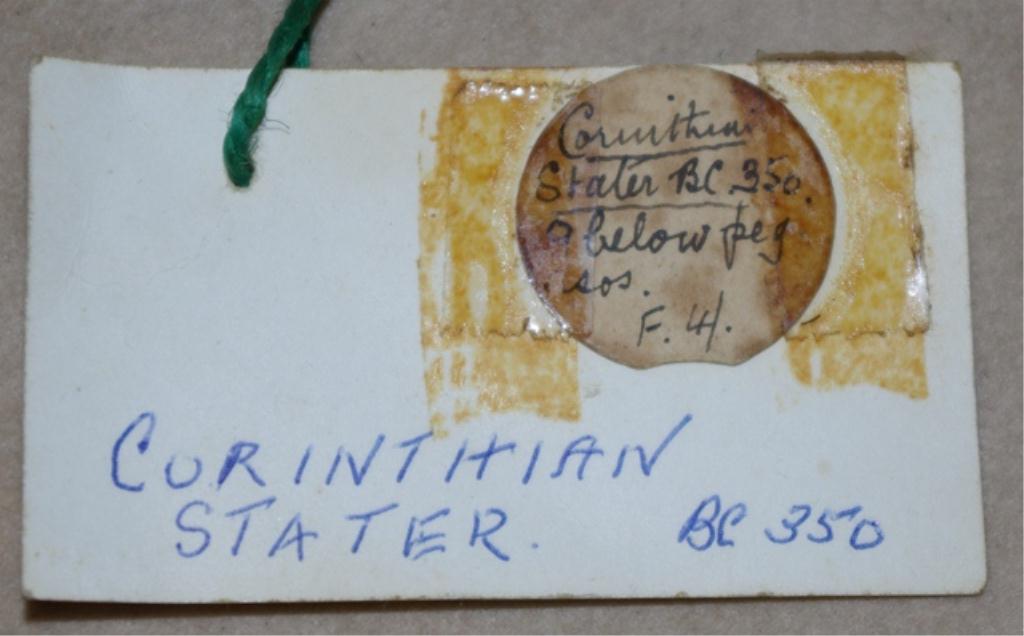 Corinthian
Stater BC 350.
below peg
sos.
F. 4/.
CORINTHIAN
STATER.
BC 350